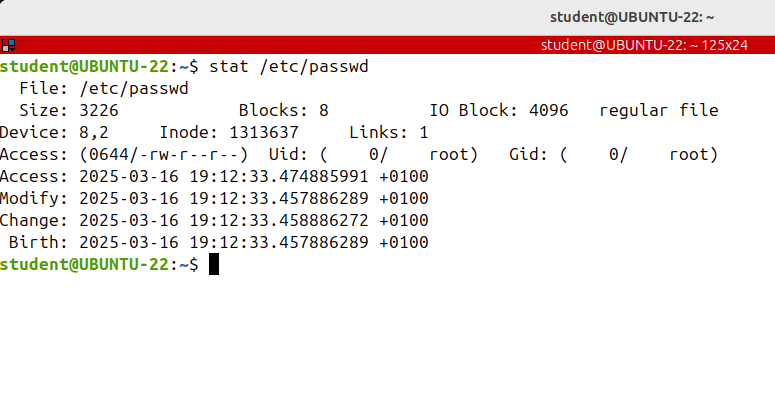 student@UBUNTU-22: ~
student@UBUNTU-22: ~ 125x24
student@UBUNTU-22:~$ stat /etc/passwd
  File: /etc/passwd
  Size: 3226            Blocks: 8          IO Block: 4096   regular file
Device: 8,2     Inode: 1313637     Links: 1
Access: (0644/-rw-r--r--)  Uid: (    0/    root)   Gid: (    0/    root)
Access: 2025-03-16 19:12:33.474885991 +0100
Modify: 2025-03-16 19:12:33.457886289 +0100
Change: 2025-03-16 19:12:33.458886272 +0100
 Birth: 2025-03-16 19:12:33.457886289 +0100
student@UBUNTU-22:~$